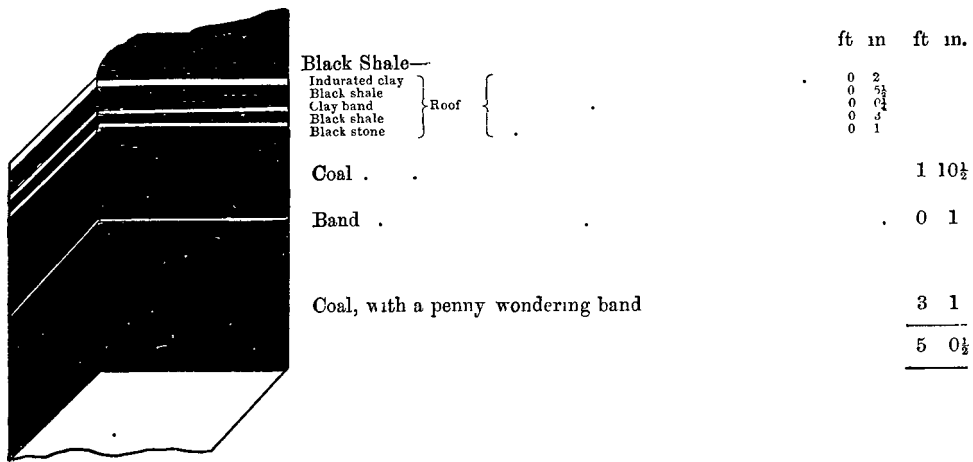 ft in ft in.
Black Shale—
Indurated clay 0 2
Black shale 0 5½
Clay band Roof 0 0¼
Black shale 0 3
Black stone 0 1
Coal . . 1 10½
Band . . . 0 1
Coal, with a penny wondering band 3 1
5 0½